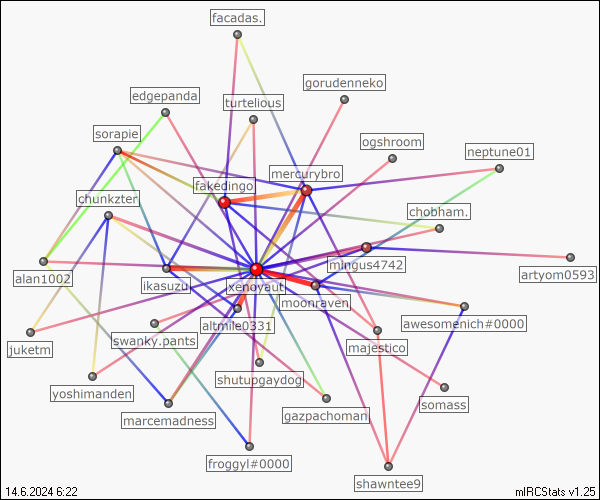 facadas.
gorudenneko
edgepanda
turtelious
sorapie
ogshroom
neptune01
mercurybro
fakedingo
chunkzter
chobham.
mingus4742
artyom0593
alan1002
ikasuzu
xenoyaut
moonraven
altmile0331
awesomenich#0000
swanky.pants
juketm
majestico
shutupgaydog
yoshimanden
somass
gazpachoman
marcemadness
froggyl#0000
shawntee9
14.6.2024 6:22
mIRCStats v1.25